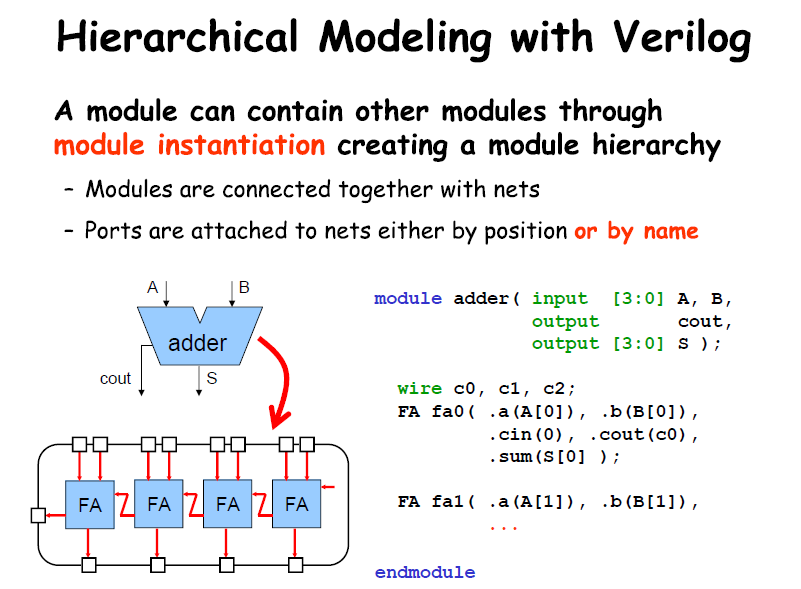 Hierarchical Modeling with Verilog
A module can contain other modules through
module instantiation creating a module hierarchy
– Modules are connected together with nets
– Ports are attached to nets either by position or by name
A
B
adder
cout
S
FA
FA
FA
FA
module adder( input [3:0] A, B,
output cout,
output [3:0] S );
wire c0, c1, c2;
FA fa0( .a(A[0]), .b(B[0]),
.cin(0), .cout(c0),
.sum(S[0] );
FA fa1( .a(A[1]), .b(B[1]),
...
endmodule